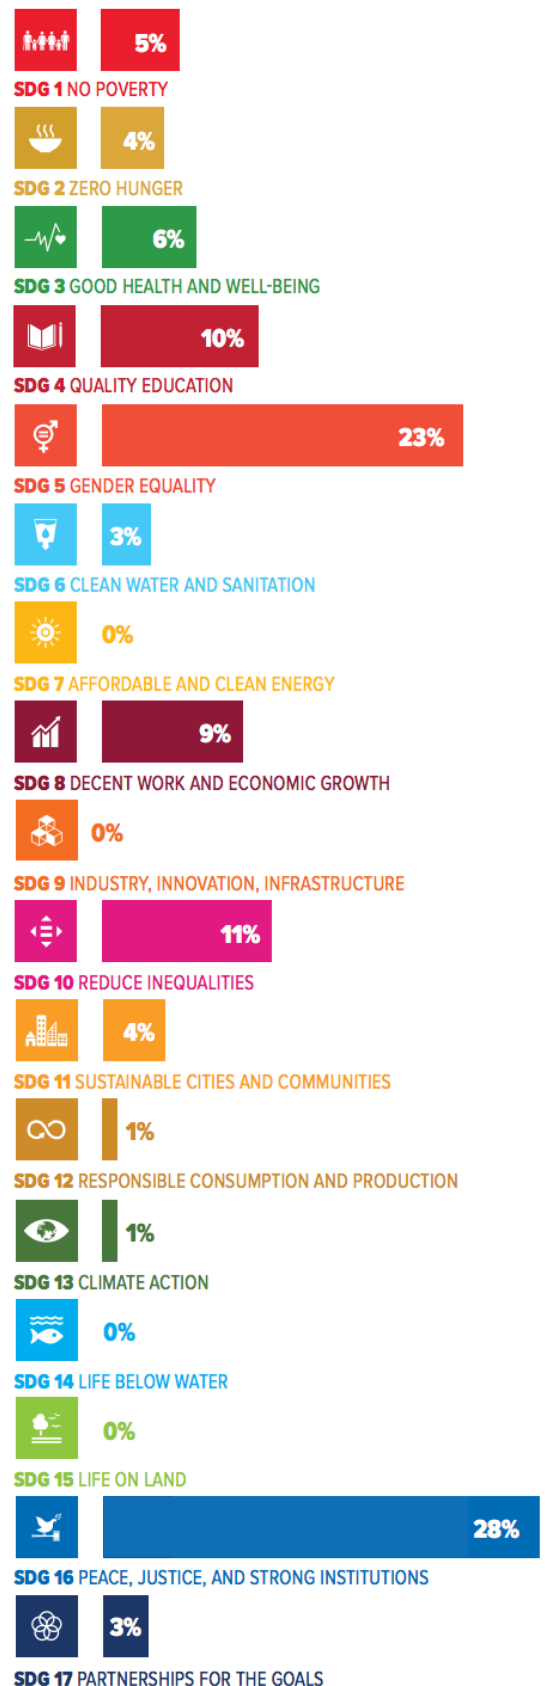 5%
SDG 1 NO POVERTY
4%
SDG 2 ZERO HUNGER
6%
SDG 3 GOOD HEALTH AND WELL-BEING
10%
SDG 4 QUALITY EDUCATION
23%
SDG 5 GENDER EQUALITY
3%
SDG 6 CLEAN WATER AND SANITATION
0%
SDG 7 AFFORDABLE AND CLEAN ENERGY
9%
SDG 8 DECENT WORK AND ECONOMIC GROWTH
0%
SDG 9 INDUSTRY, INNOVATION, INFRASTRUCTURE
11%
SDG 10 REDUCE INEQUALITIES
4%
SDG 11 SUSTAINABLE CITIES AND COMMUNITIES
1%
SDG 12 RESPONSIBLE CONSUMPTION AND PRODUCTION
1%
SDG 13 CLIMATE ACTION
0%
SDG 14 LIFE BELOW WATER
0%
SDG 15 LIFE ON LAND
28%
SDG 16 PEACE, JUSTICE, AND STRONG INSTITUTIONS
3%
SDG 17 PARTNERSHIPS FOR THE GOALS